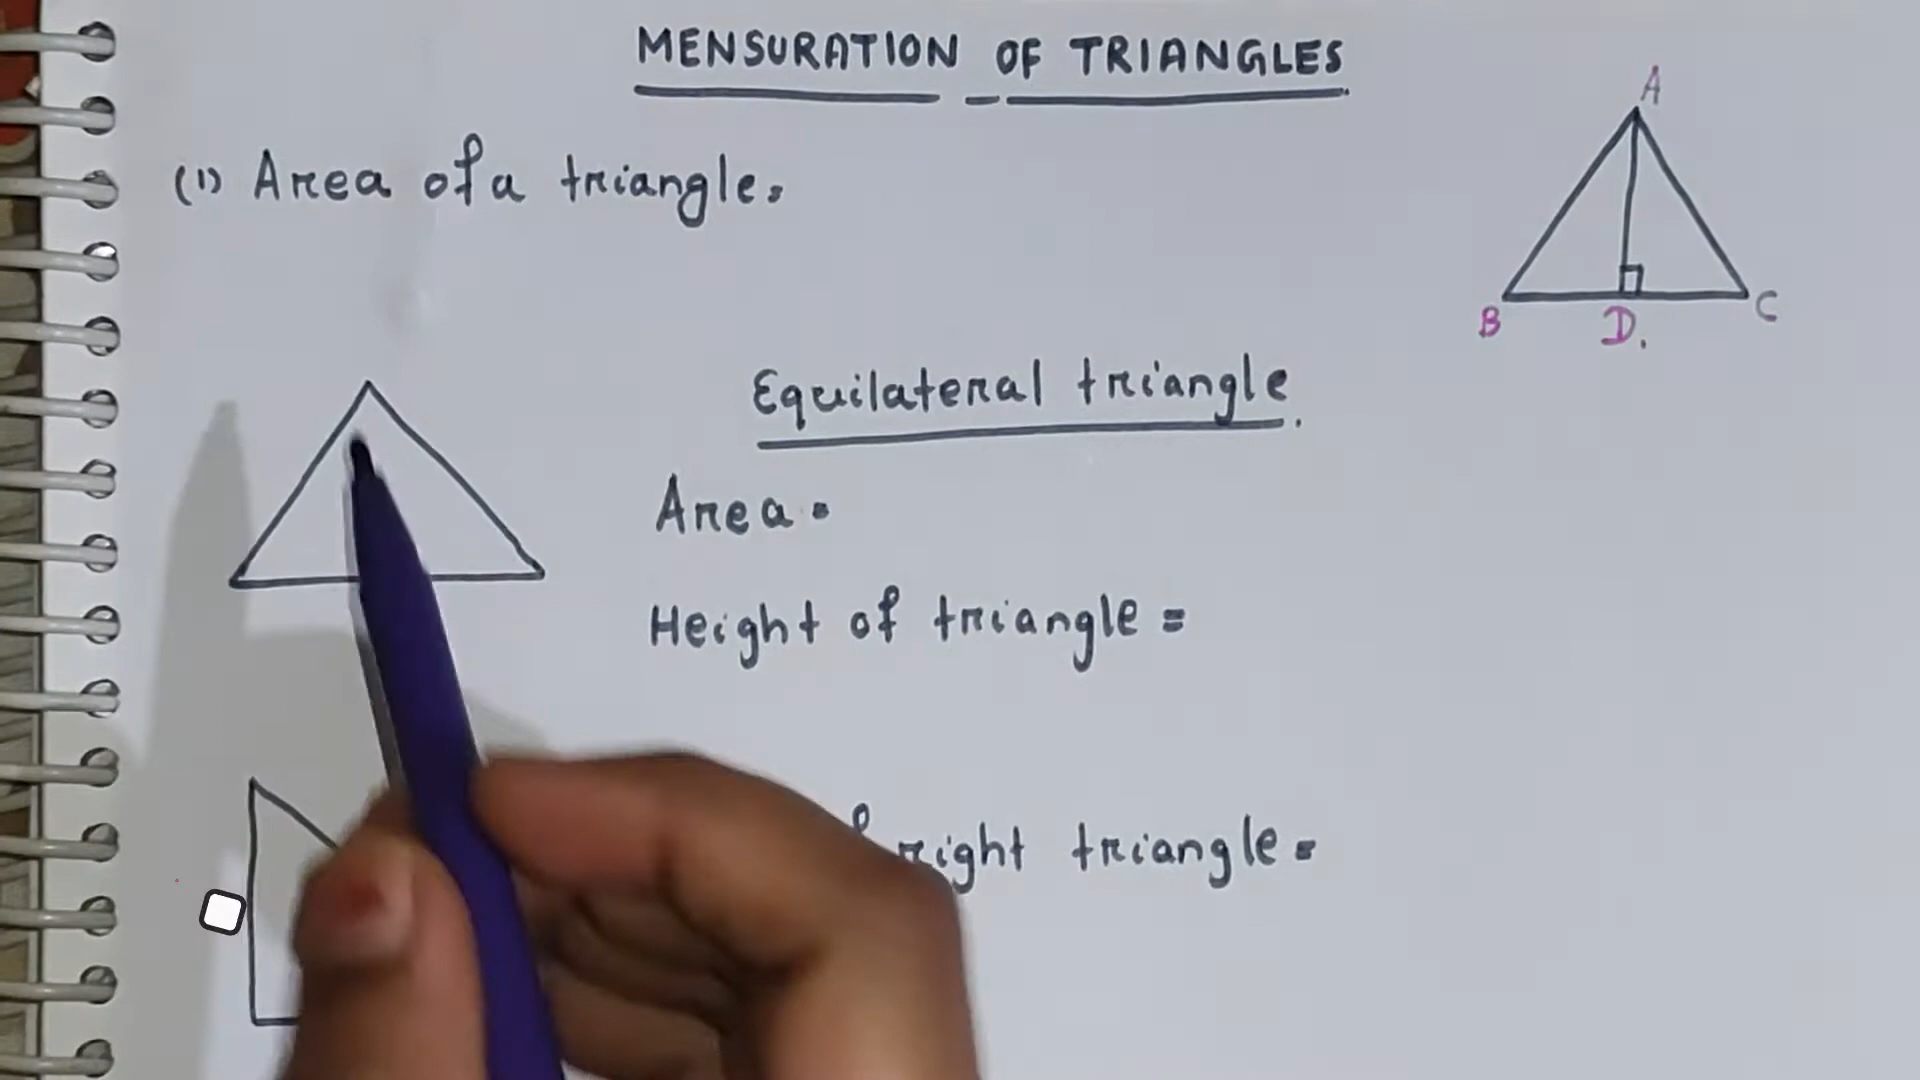 MENSURATION OF TRIANGLES
(1) Area of a triangle.
A
B D. C
Equilateral triangle.
Area =
Height of triangle =
right triangle =